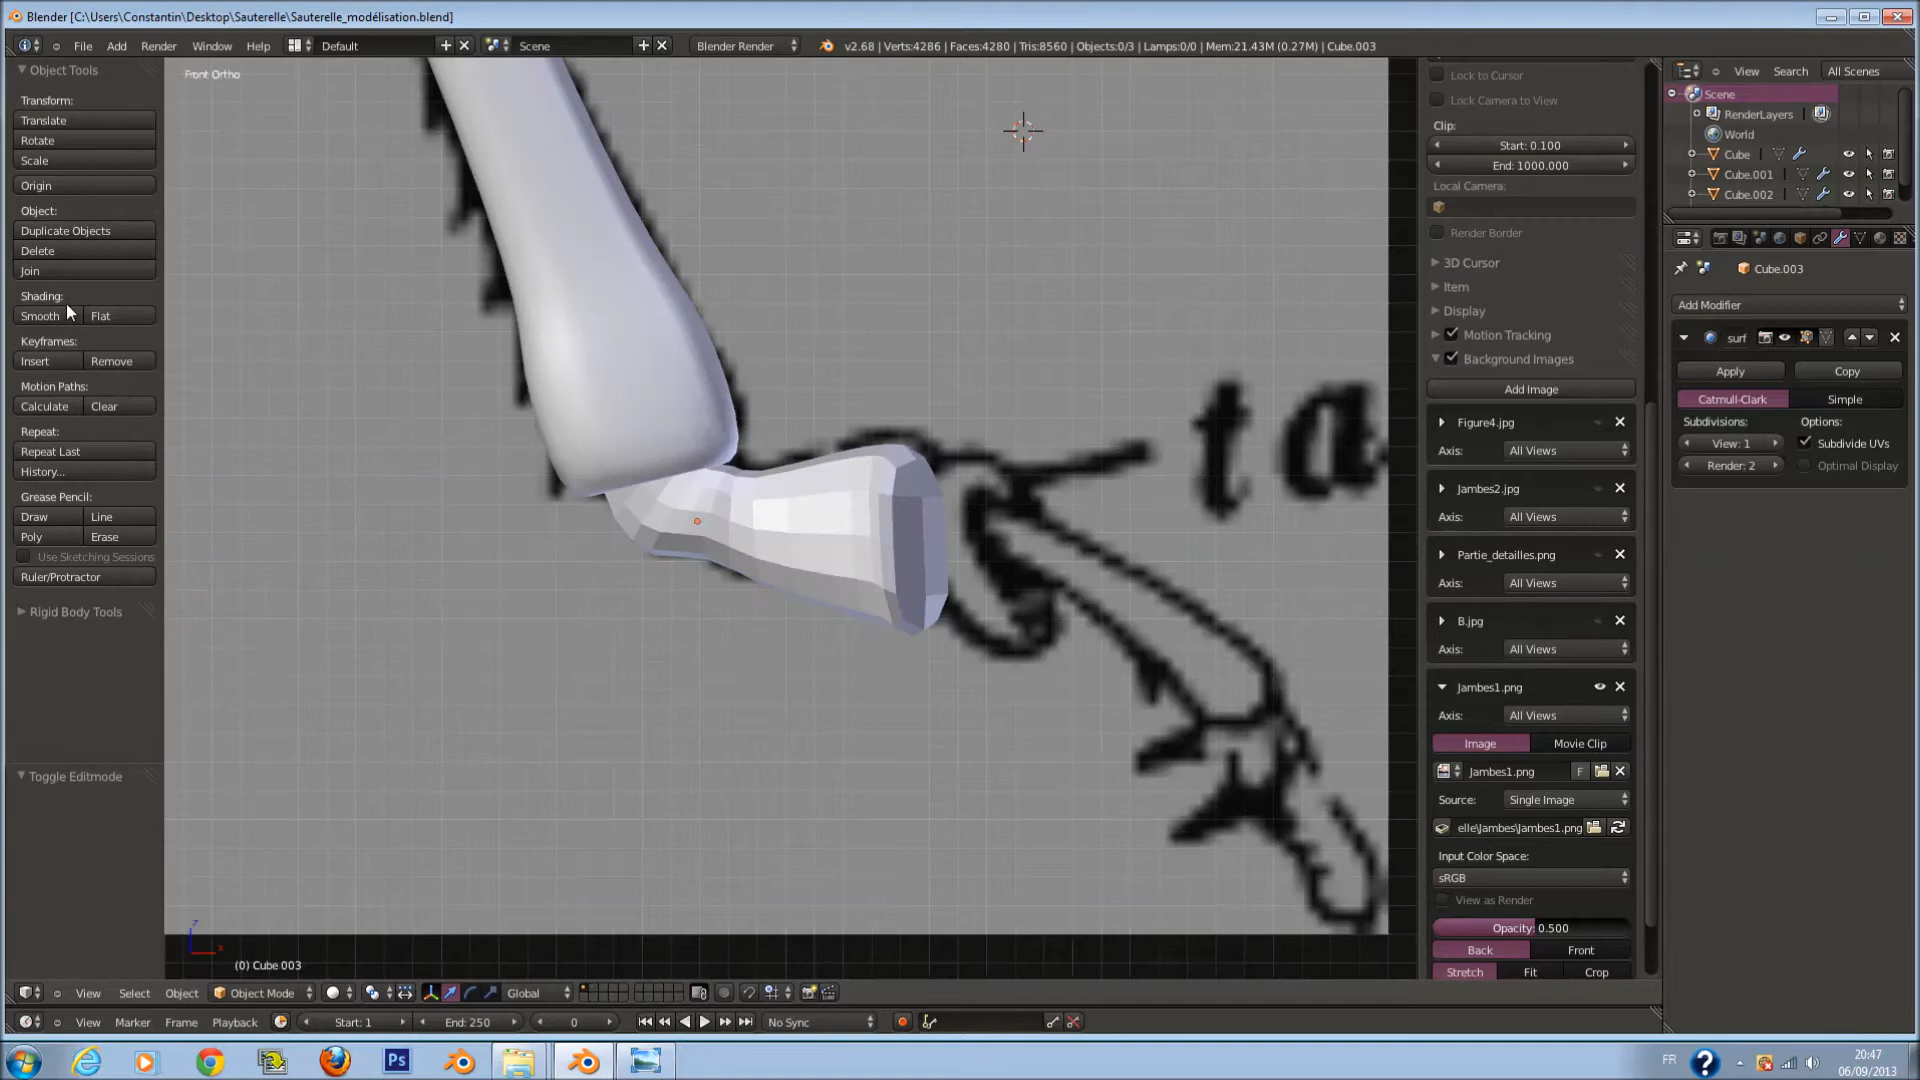 Blender [C:\Users\Constantin\Desktop\Sauterelle\Sauterelle_modélisation.blend]
File Add Render Window Help Default Scene Blender Render v2.68 | Verts:4286 | Faces:4280 | Tris:8560 | Objects:0/3 | Lamps:0/0 | Mem:21.43M (0.27M) | Cube.003
Object Tools
Transform:
Translate
Rotate
Scale
Origin
Object:
Duplicate Objects
Delete
Join
Shading:
Smooth Flat
Keyframes:
Insert Remove
Motion Paths:
Calculate Clear
Repeat:
Repeat Last
History...
Grease Pencil:
Draw Line
Poly Erase
Use Sketching Sessions
Ruler/Protractor
Rigid Body Tools
Toggle Editmode
Front Ortho
ta
z
x
(0) Cube 003
Lock to Cursor
Lock Camera to View
Clip:
Start: 0.100
End: 1000.000
Local Camera:
Render Border
3D Cursor
Item
Display
Motion Tracking
Background Images
Add Image
Figure4.jpg
Axis: All Views
Jambes2.jpg
Axis: All Views
Partie_detailles.png
Axis: All Views
B.jpg
Axis: All Views
Jambes1.png
Axis: All Views
Image Movie Clip
Jambes1.png F
Source: Single Image
elle\Jambes\Jambes1.png
Input Color Space:
sRGB
View as Render
Opacity: 0.500
Back Front
Stretch Fit Crop
View Search All Scenes
Scene
RenderLayers
World
Cube
Cube.001
Cube.002
Cube.003
Add Modifier
surf
Apply Copy
Catmull-Clark Simple
Subdivisions: Options:
View: 1 Subdivide UVs
Render: 2 Optimal Display
View Select Object Object Mode Global
View Marker Frame Playback Start: 1 End: 250 0 No Sync
Ps
FR
20:47
06/09/2013